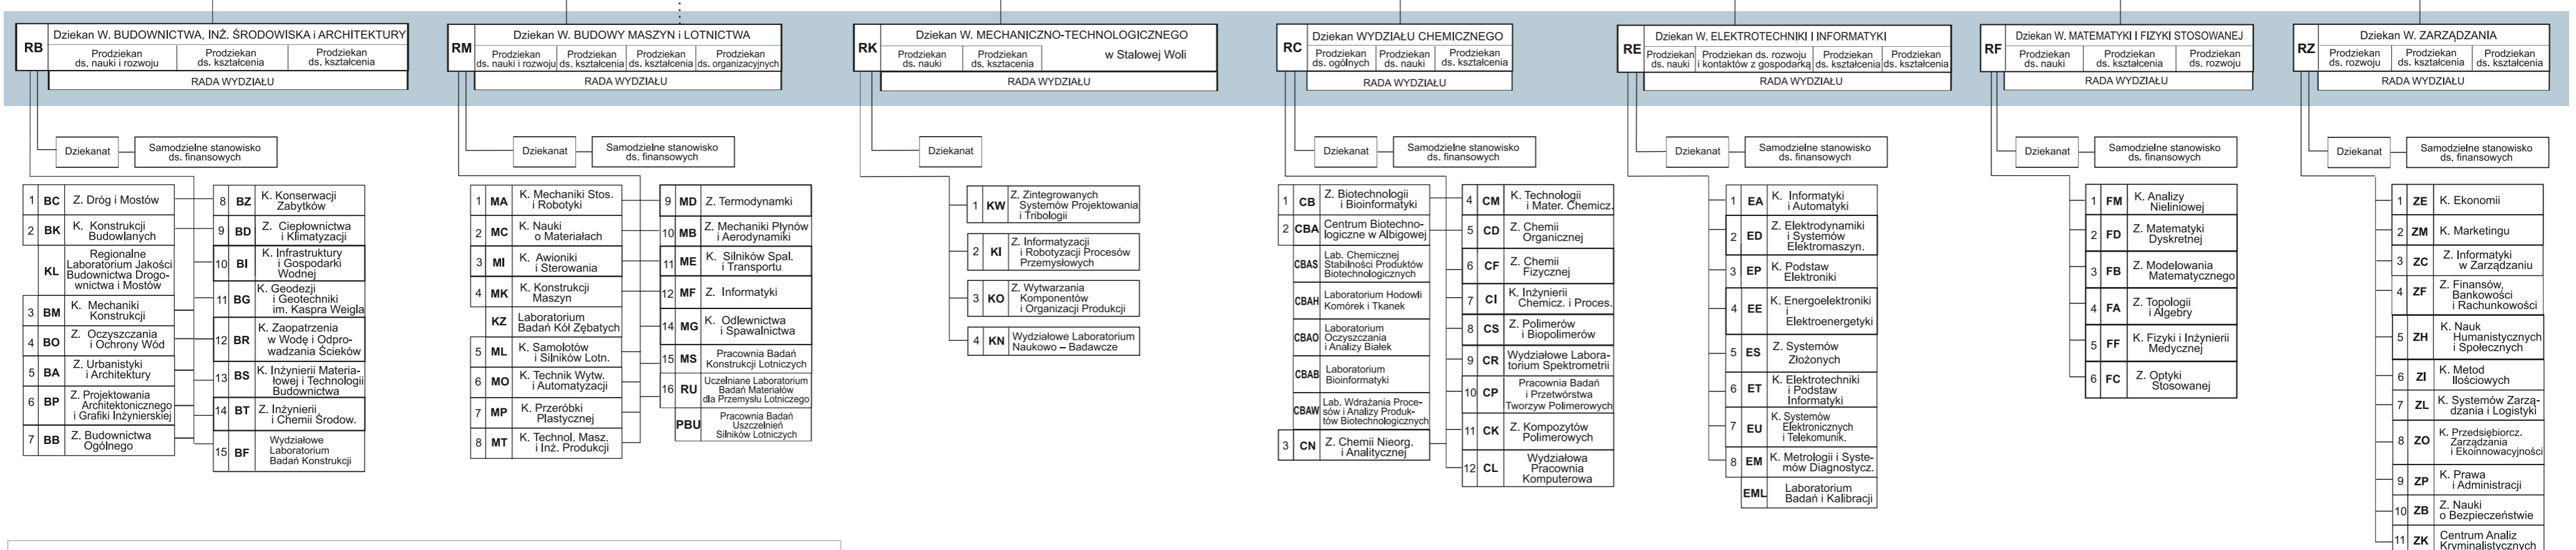 RB
Dziekan W. BUDOWNICTWA, INŻ. ŚRODOWISKA i ARCHITEKTURY
Prodziekan
ds. nauki i rozwoju
Prodziekan
ds. kształcenia
Prodziekan
ds. kształcenia
RADA WYDZIAŁU
Dziekanat
Samodzielne stanowisko
ds. finansowych
1 BC Z. Dróg i Mostów
2 BK K. Konstrukcji
Budowlanych
KL Regionalne
Laboratorium Jakości
Budownictwa Drogo-
wnictwa i Mostów
3 BM K. Mechaniki
Konstrukcji
4 BO Z. Oczyszczania
i Ochrony Wód
5 BA Z. Urbanistyki
i Architektury
6 BP Z. Projektowania
Architektonicznego
i Grafiki Inżynierskiej
7 BB Z. Budownictwa
Ogólnego
8 BZ K. Konserwacji
Zabytków
9 BD Z. Ciepłownictwa
i Klimatyzacji
10 BI K. Infrastruktury
i Gospodarki
Wodnej
11 BG K. Geodezji
i Geotechniki
im. Kaspra Weigla
12 BR K. Zaopatrzenia
w Wodę i Odpro-
wadzania Ścieków
13 BS K. Inżynierii Materia-
łowej i Technologii
Budownictwa
14 BT Z. Inżynierii
i Chemii Środow.
15 BF Wydziałowe
Laboratorium
Badań Konstrukcji
RM
Dziekan W. BUDOWY MASZYN i LOTNICTWA
Prodziekan
ds. nauki i rozwoju
Prodziekan
ds. kształcenia
Prodziekan
ds. kształcenia
Prodziekan
ds. organizacyjnych
RADA WYDZIAŁU
Dziekanat
Samodzielne stanowisko
ds. finansowych
1 MA K. Mechaniki Stos.
i Robotyki
2 MC K. Nauki
o Materiałach
3 MI K. Awioniki
i Sterowania
4 MK K. Konstrukcji
Maszyn
KZ Laboratorium
Badań Kół Zębatych
5 ML K. Samolotów
i Silników Lotn.
6 MO K. Technik Wytw.
i Automatyzacji
7 MP K. Przeróbki
Plastycznej
8 MT K. Technol. Masz.
i Inż. Produkcji
9 MD Z. Termodynamki
10 MB Z. Mechaniki Płynów
i Aerodynamiki
11 ME K. Silników Spal.
i Transportu
12 MF Z. Informatyki
14 MG K. Odlewnictwa
i Spawalnictwa
15 MS Pracownia Badań
Konstrukcji Lotniczych
16 RU Uczelniane Laboratorium
Badań Materiałów
dla Przemysłu Lotniczego
PBU Pracownia Badań
Uszczelnień
Silników Lotniczych
RK
Dziekan W. MECHANICZNO-TECHNOLOGICZNEGO
w Stalowej Woli
Prodziekan
ds. nauki
Prodziekan
ds. kształcenia
RADA WYDZIAŁU
Dziekanat
1 KW Z. Zintegrowanych
Systemów Projektowania
i Tribologii
2 KI Z. Informatyzacji
i Robotyzacji Procesów
Przemysłowych
3 KO Z. Wytwarzania
Komponentów
i Organizacji Produkcji
4 KN Wydziałowe Laboratorium
Naukowo – Badawcze
RC
Dziekan WYDZIAŁU CHEMICZNEGO
Prodziekan
ds. ogólnych
Prodziekan
ds. nauki
Prodziekan
ds. kształcenia
RADA WYDZIAŁU
Dziekanat
Samodzielne stanowisko
ds. finansowych
1 CB Z. Biotechnologii
i Bioinformatyki
2 CBA Centrum Biotechno-
logiczne w Albigowej
CBAS Lab. Chemicznej
Stabilności Produktów
Biotechnologicznych
CBAH Laboratorium Hodowli
Komórek i Tkanek
CBAO Laboratorium
Oczyszczania
i Analizy Białek
CBAB Laboratorium
Bioinformatyki
CBAW Lab. Wdrażania Proce-
sów i Analizy Produk-
tów Biotechnologicznych
3 CN Z. Chemii Nieorg.
i Analitycznej
4 CM K. Technologii
i Mater. Chemicz.
5 CD Z. Chemii
Organicznej
6 CF Z. Chemii
Fizycznej
7 CI K. Inżynierii
Chemicz. i Proces.
8 CS Z. Polimerów
i Biopolimerów
9 CR Wydziałowe Labora-
torium Spektrometrii
10 CP Pracownia Badań
i Przetwórstwa
Tworzyw Polimerowych
11 CK Z. Kompozytów
Polimerowych
12 CL Wydziałowa
Pracownia
Komputerowa
RE
Dziekan W. ELEKTROTECHNIKI I INFORMATYKI
Prodziekan
ds. nauki
Prodziekan ds. rozwoju
i kontaktów z gospodarką
Prodziekan
ds. kształcenia
Prodziekan
ds. kształcenia
RADA WYDZIAŁU
Dziekanat
Samodzielne stanowisko
ds. finansowych
1 EA K. Informatyki
i Automatyki
2 ED Z. Elektrodynamiki
i Systemów
Elektromaszyn.
3 EP K. Podstaw
Elektroniki
4 EE K. Energoelektroniki
i
Elektroenergetyki
5 ES Z. Systemów
Złożonych
6 ET K. Elektrotechniki
i Podstaw
Informatyki
7 EU K. Systemów
Elektronicznych
i Telekomunik.
8 EM K. Metrologii i Syste-
mów Diagnostycz.
EML Laboratorium
Badań i Kalibracji
RF
Dziekan W. MATEMATYKI I FIZYKI STOSOWANEJ
Prodziekan
ds. nauki
Prodziekan
ds. kształcenia
Prodziekan
ds. rozwoju
RADA WYDZIAŁU
Dziekanat
Samodzielne stanowisko
ds. finansowych
1 FM K. Analizy
Nieliniowej
2 FD Z. Matematyki
Dyskretnej
3 FB Z. Modelowania
Matematycznego
4 FA Z. Topologii
i Algebry
5 FF K. Fizyki i Inżynierii
Medycznej
6 FC Z. Optyki
Stosowanej
RZ
Dziekan W. ZARZĄDZANIA
Prodziekan
ds. rozwoju
Prodziekan
ds. kształcenia
Prodziekan
ds. kształcenia
RADA WYDZIAŁU
Dziekanat
Samodzielne stanowisko
ds. finansowych
1 ZE K. Ekonomii
2 ZM K. Marketingu
3 ZC Z. Informatyki
w Zarządzaniu
4 ZF Z. Finansów,
Bankowości
i Rachunkowości
5 ZH K. Nauk
Humanistycznych
i Społecznych
6 ZI K. Metod
Ilościowych
7 ZL K. Systemów Zarzą-
dzania i Logistyki
8 ZO K. Przedsiębiorcz.
Zarządzania
i Ekoinnowacyjności
9 ZP K. Prawa
i Administracji
10 ZB Z. Nauki
o Bezpieczeństwie
11 ZK Centrum Analiz
Kryminalistycznych